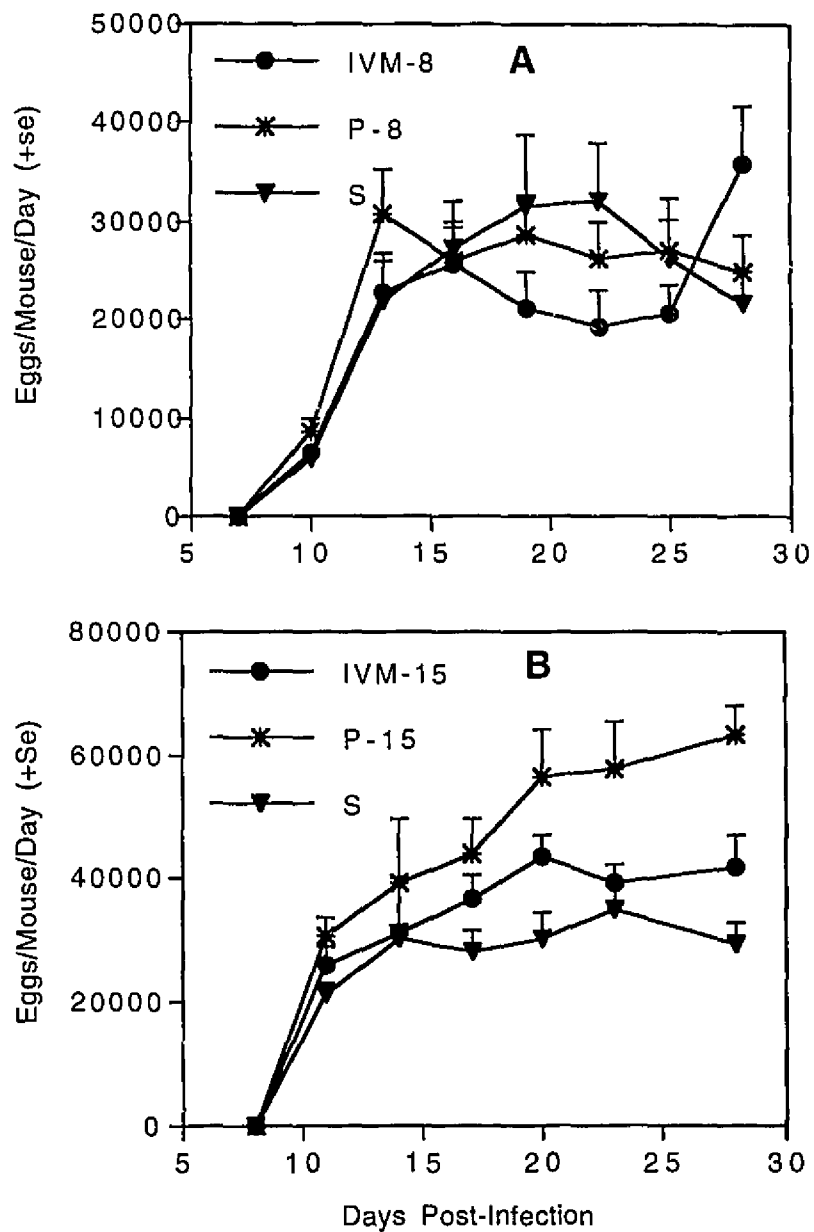 50000
40000
30000
20000
10000
0
Eggs/Mouse/Day (+se)
IVM-8
P-8
S
A
5 10 15 20 25 30
80000
60000
40000
20000
0
Eggs/Mouse/Day (+Se)
IVM-15
P-15
S
B
5 10 15 20 25 30
Days Post-Infection